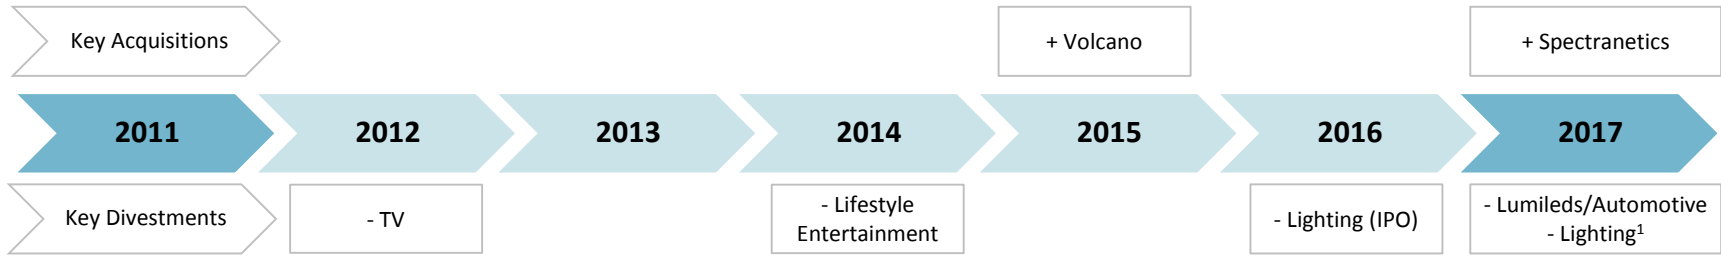 Key Acquisitions
+ Volcano
+ Spectranetics
2011
2012
2013
2014
2015
2016
2017
Key Divestments
- TV
- Lifestyle
Entertainment
- Lighting (IPO)
- Lumileds/Automotive
- Lighting¹